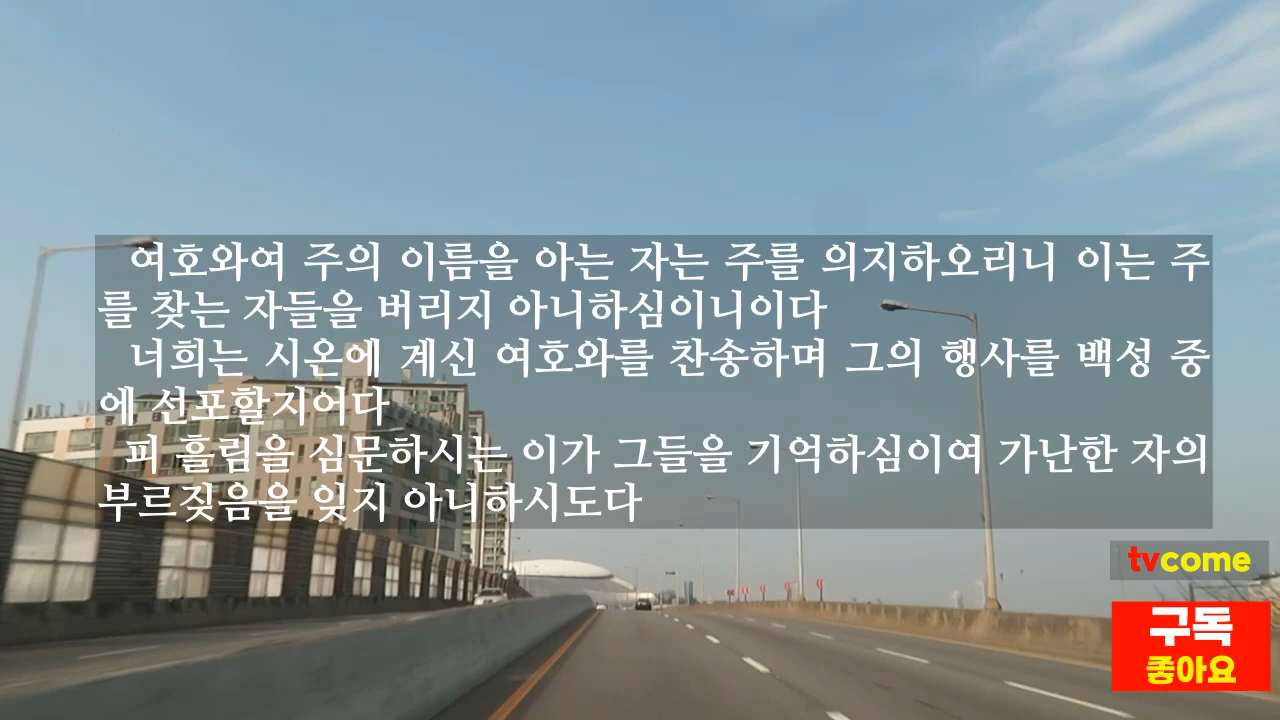 여호와여 주의 이름을 아는 자는 주를 의지하오리니 이는 주
를 찾는 자들을 버리지 아니하심이니이다
너희는 시온에 계신 여호와를 찬송하며 그의 행사를 백성 중
에 선포할지어다
피 흘림을 심문하시는 이가 그들을 기억하심이여 가난한 자의
부르짖음을 잊지 아니하시도다
tvcome
구독
좋아요